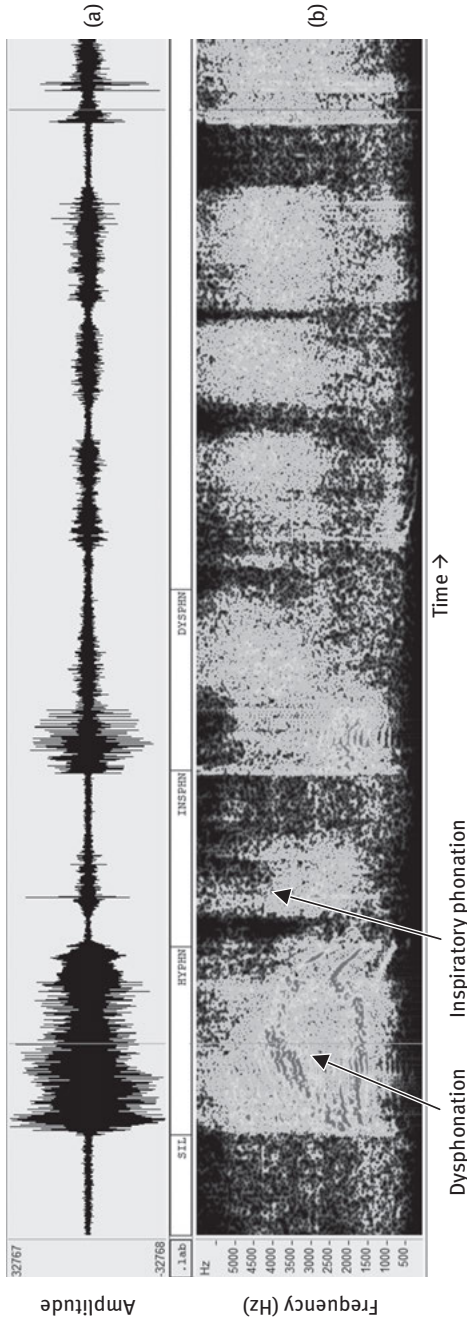 32767
-32768
Amplitude
(a)
.lab
SIL
HYPHN
INSPHN
DYSPHN
Hz
5000
4500
4000
3500
3000
2500
2000
1500
1000
500
Frequency (Hz)
(b)
Time →
Dysphonation
Inspiratory phonation